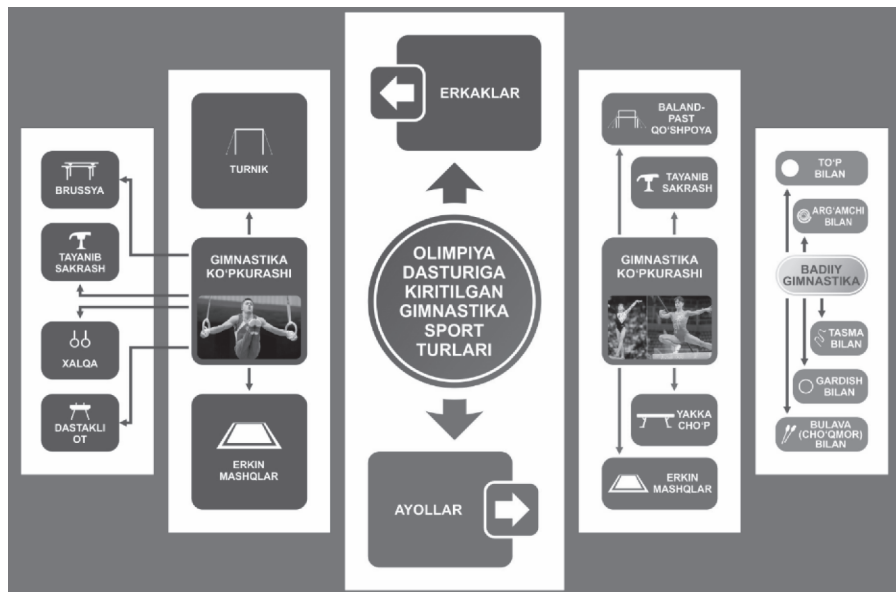 BRUSSYA
TAYANIB
SAKRASH
XALQA
DASTAKLI
OT
TURNIK
GIMNASTIKA
KO‘PKURASHI
ERKIN
MASHQLAR
ERKAKLAR
OLIMPIYA
DASTURIGA
KIRITILGAN
GIMNASTIKA
SPORT
TURLARI
AYOLLAR
BALAND-
PAST
QO‘SHPOYA
TAYANIB
SAKRASH
GIMNASTIKA
KO‘PKURASHI
YAKKA
CHO‘P
ERKIN
MASHQLAR
TO‘P
BILAN
ARG‘AMCHI
BILAN
BADIIY
GIMNASTIKA
TASMA
BILAN
GARDISH
BILAN
BULAVA
(CHO‘QMOR)
BILAN